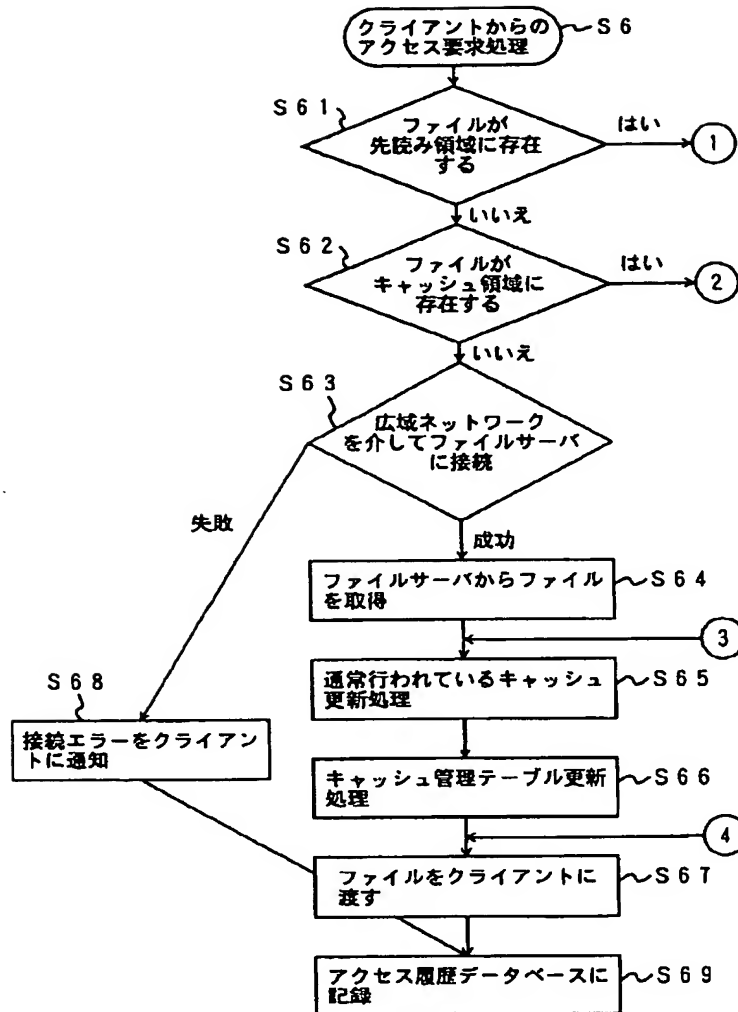 クライアントからの
アクセス要求処理
S6
S61
ファイルが
先読み領域に存在
する
はい
1
いいえ
S62
ファイルが
キャッシュ領域に
存在する
はい
2
いいえ
S63
広域ネットワーク
を介してファイルサーバ
に接続
失敗
成功
ファイルサーバからファイル
を取得
S64
3
通常行われているキャッシュ
更新処理
S65
S68
接続エラーをクライアン
トに通知
キャッシュ管理テーブル更新
処理
S66
4
ファイルをクライアントに
渡す
S67
アクセス履歴データベースに
記録
S69